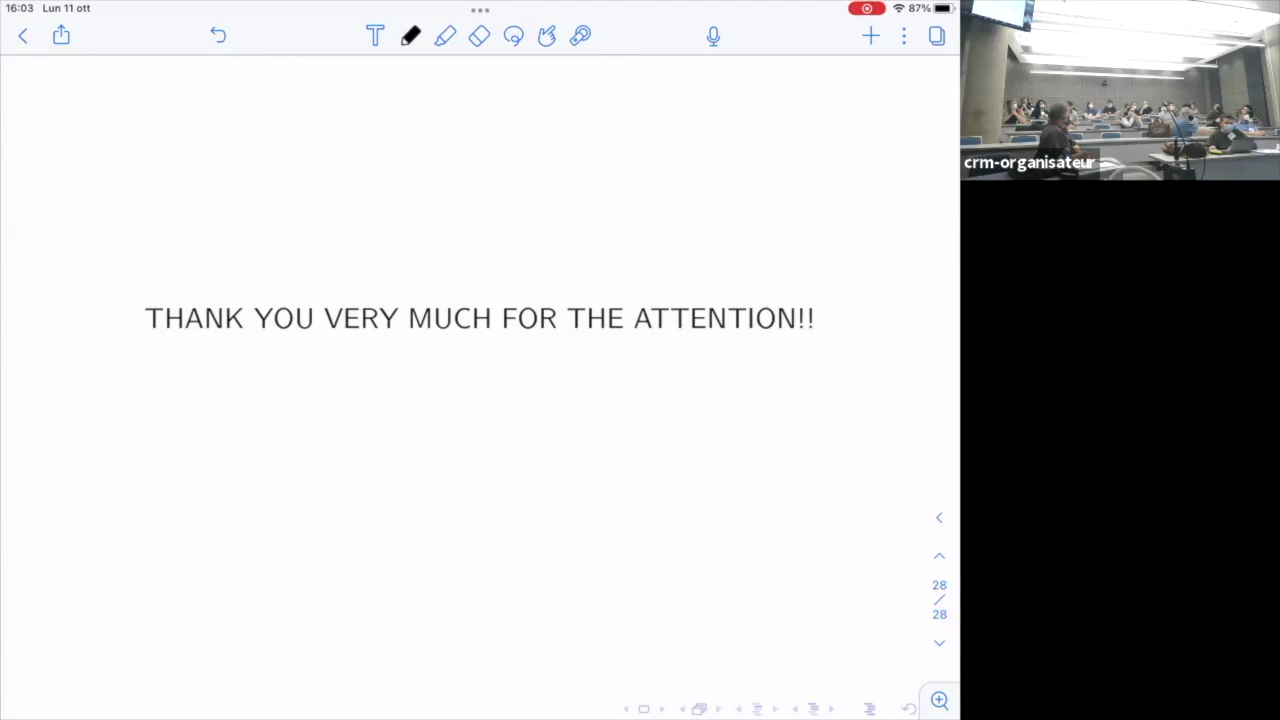 16:03 Lun 11 ott
87%
THANK YOU VERY MUCH FOR THE ATTENTION!!
28
28
crm-organisateur